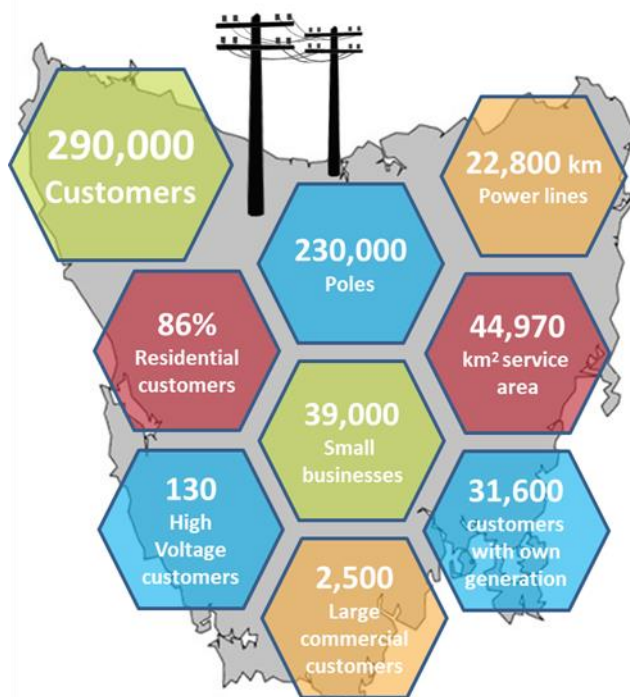 290,000
Customers
22,800 km
Power lines
230,000
Poles
86%
Residential
customers
44,970
km² service
area
39,000
Small
businesses
130
High
Voltage
customers
31,600
customers
with own
generation
2,500
Large
commercial
customers